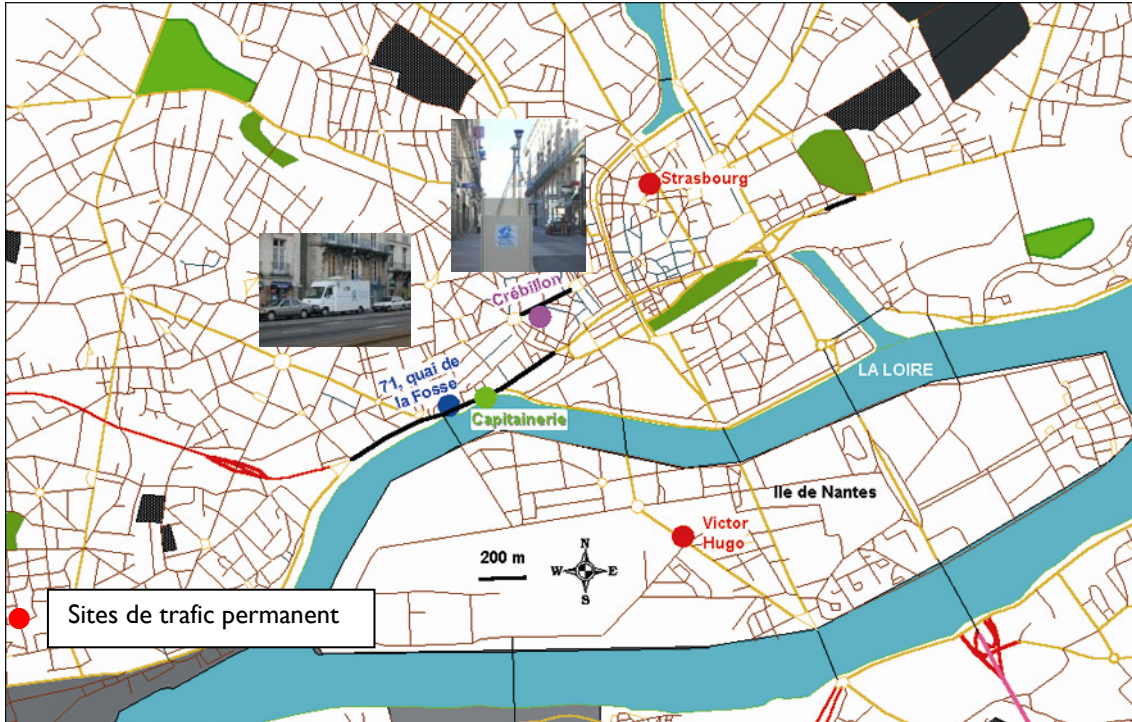 Strasbourg
Crébillon
71, quai de
la Fosse
Capitainerie
LA LOIRE
Ile de Nantes
Victor
Hugo
200 m
N
W
E
S
Sites de trafic permanent